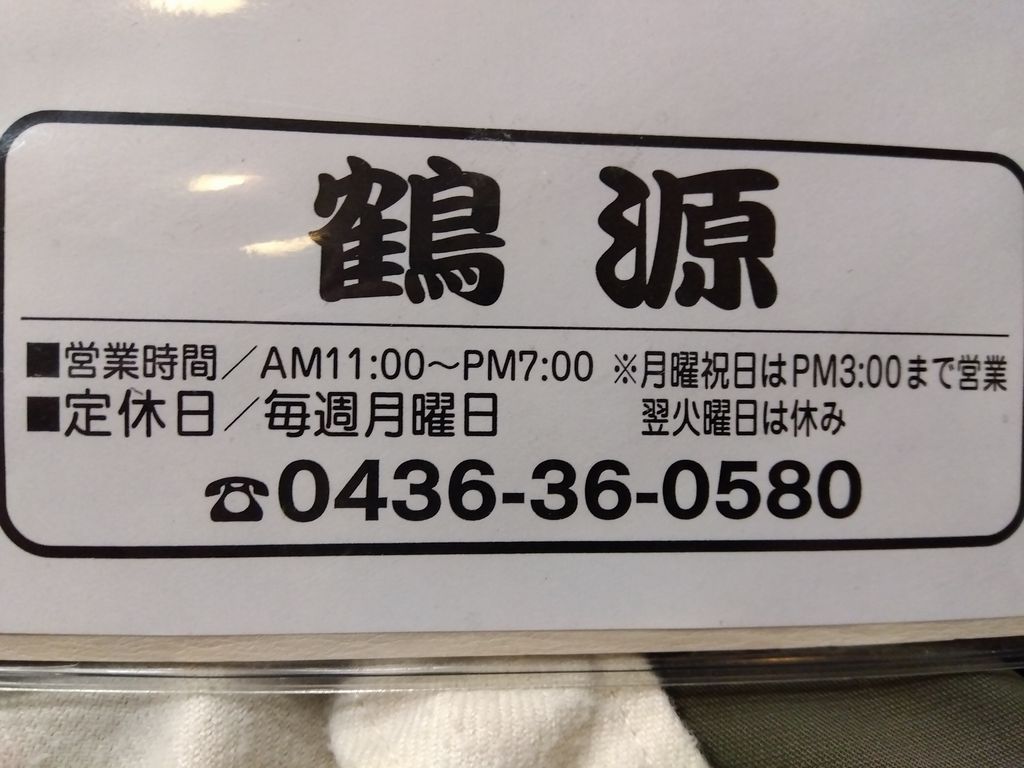 鶴源
■営業時間／AM11:00～PM7:00 ※月曜祝日はPM3:00まで営業
■定休日／毎週月曜日 翌火曜日は休み
☎0436-36-0580